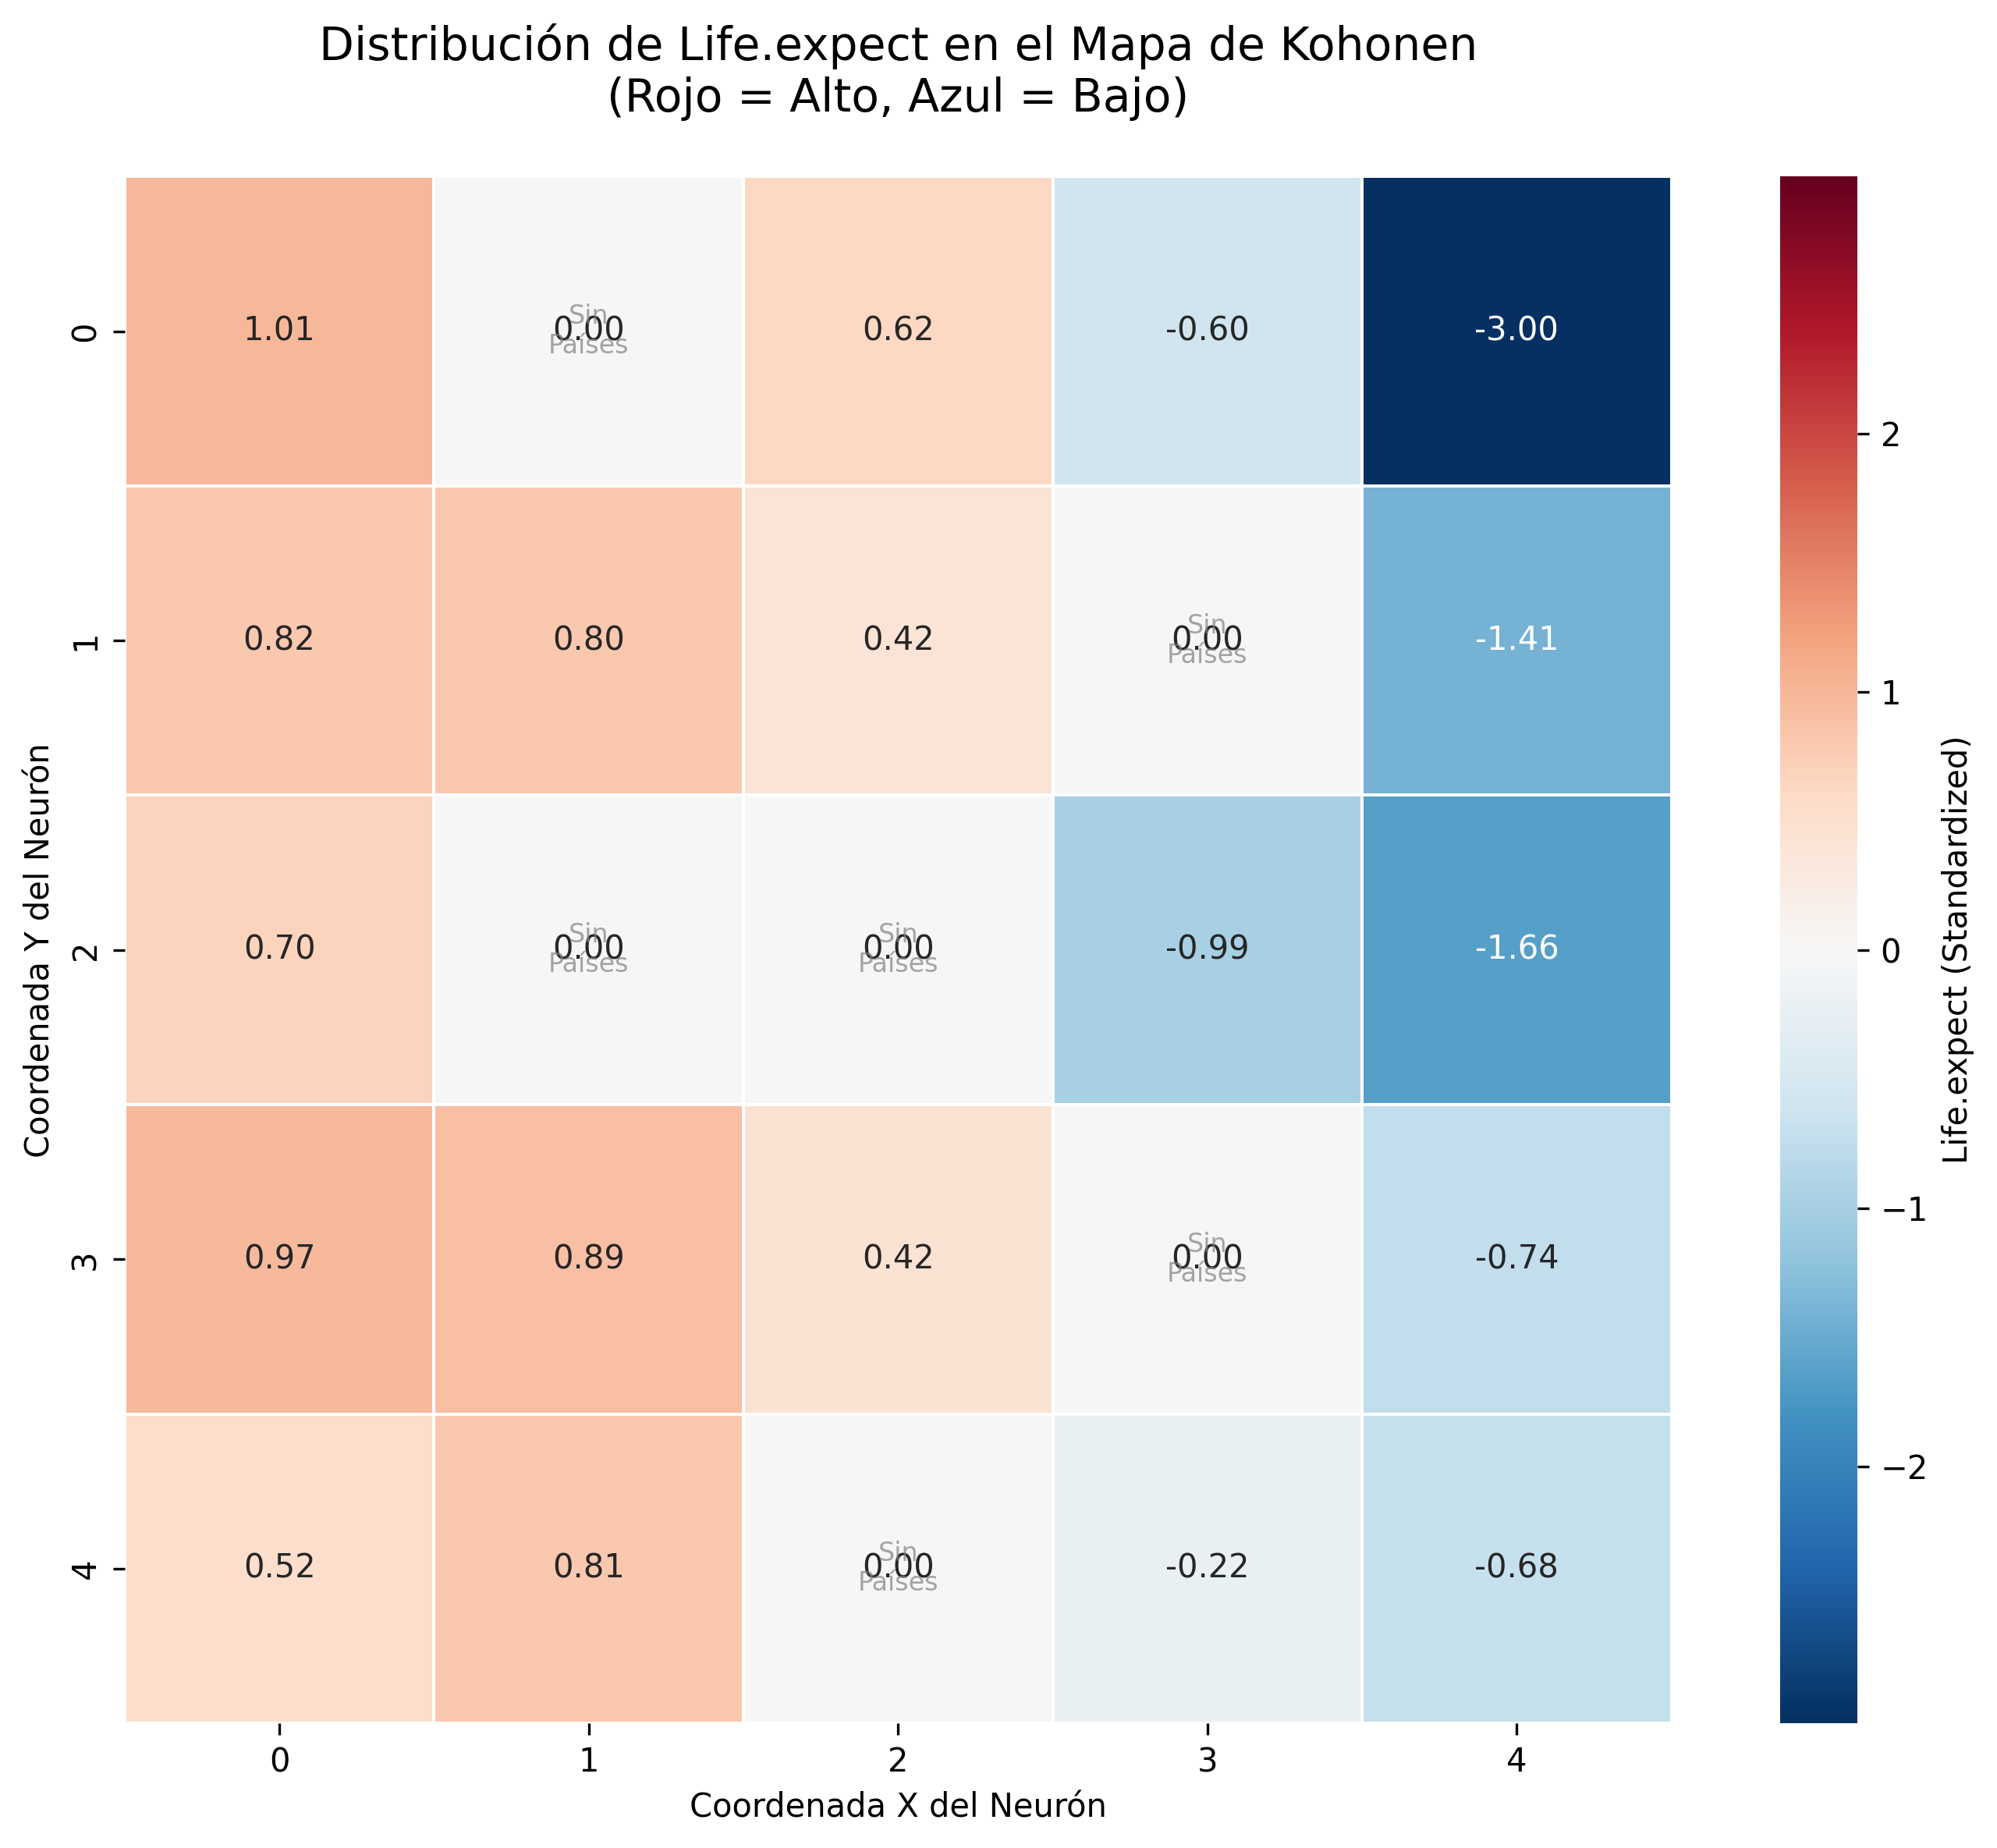 Distribución de Life.expect en el Mapa de Kohonen
(Rojo = Alto, Azul = Bajo)
Coordenada Y del Neurón
0
1.01
Sin
0.00
Países
0.62
-0.60
-3.00
1
0.82
0.80
0.42
Sin
0.00
Países
-1.41
2
0.70
Sin
0.00
Países
Sin
0.00
Países
-0.99
-1.66
3
0.97
0.89
0.42
Sin
0.00
Países
-0.74
4
0.52
0.81
Sin
0.00
Países
-0.22
-0.68
0
1
2
3
4
Coordenada X del Neurón
2
1
0
−1
−2
Life.expect (Standardized)